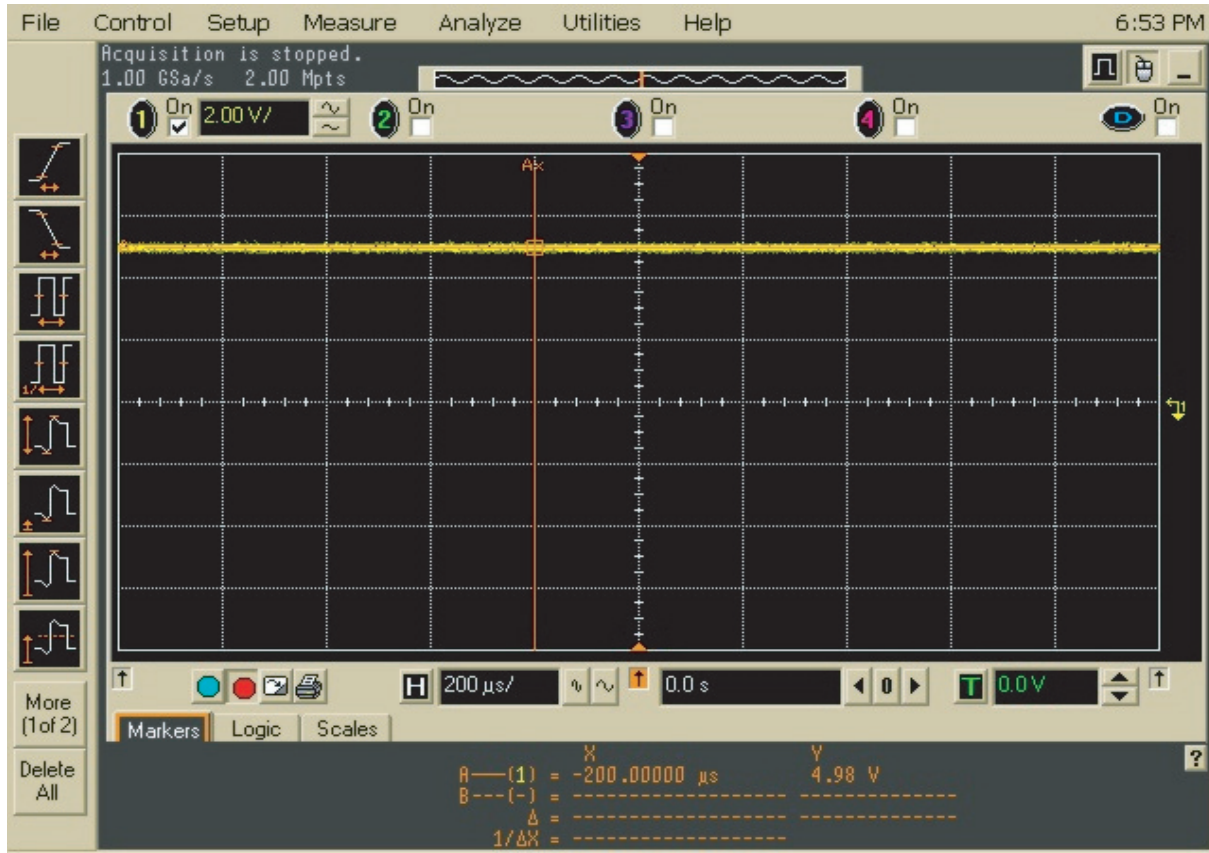 File Control Setup Measure Analyze Utilities Help 6:53 PM
Acquisition is stopped.
1.00 GSa/s 2.00 Mpts
1 On 2.00 V/ 2 On 3 On 4 On D On
Ax
1
H 200 µs/ 0.0 s 0 T 0.0 V
More
(1of 2)
Markers Logic Scales
Delete
All
X Y
A——(1) = -200.00000 µs 4.98 V
B---(-) = -------------------- --------------
Δ = -------------------- --------------
1/ΔX = --------------------
?